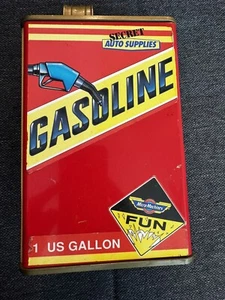 SECRET
AUTO SUPPLIES
GASOLINE
Micro Machines
FUN
1 US GALLON